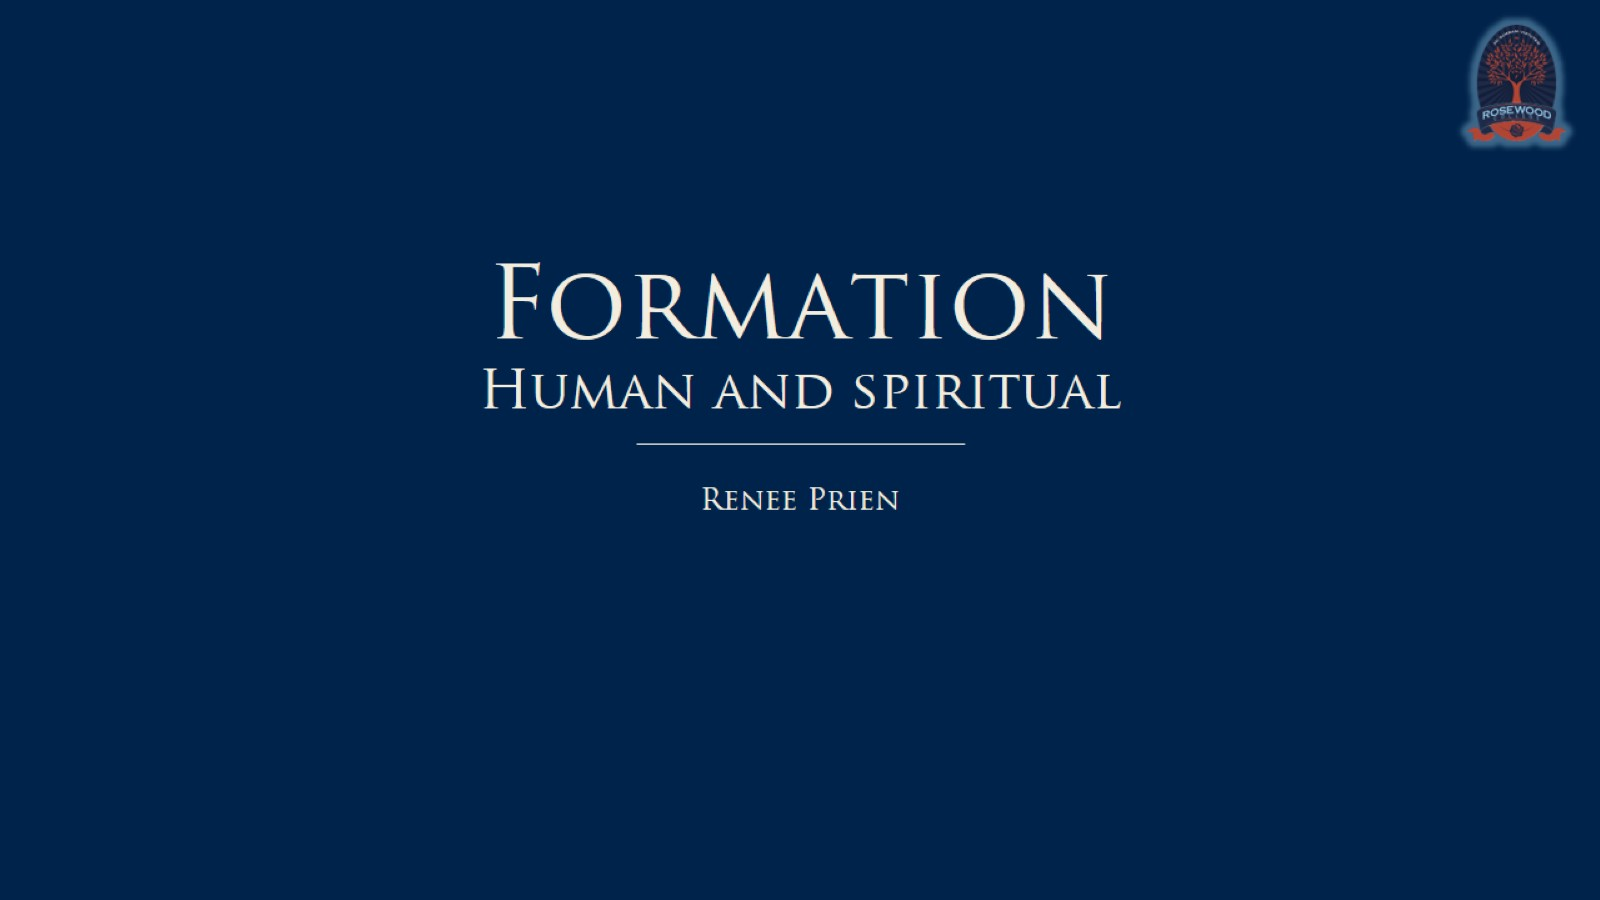 ROSEWOOD
Formation
Human and spiritual
Renee Prien